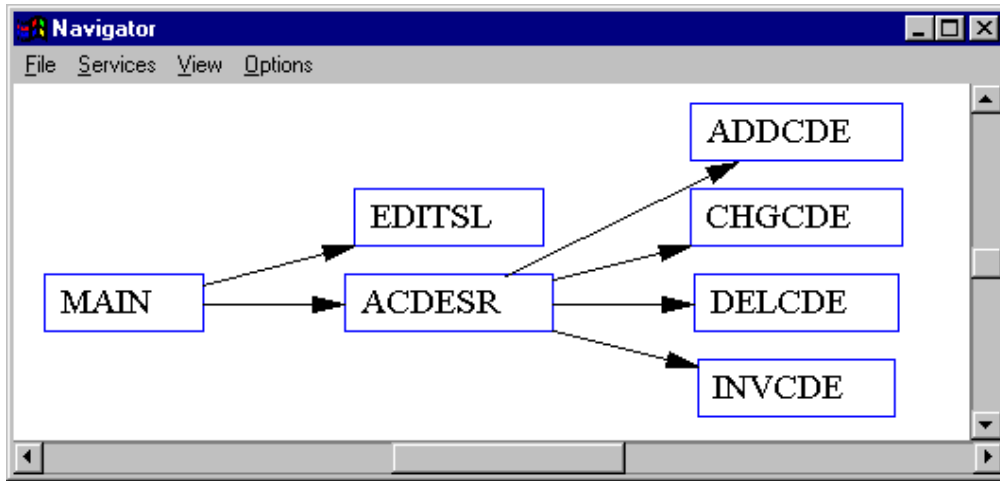 Navigator
File Services View Options
ADDCDE
EDITSL
CHGCDE
MAIN
ACDESR
DELCDE
INVCDE